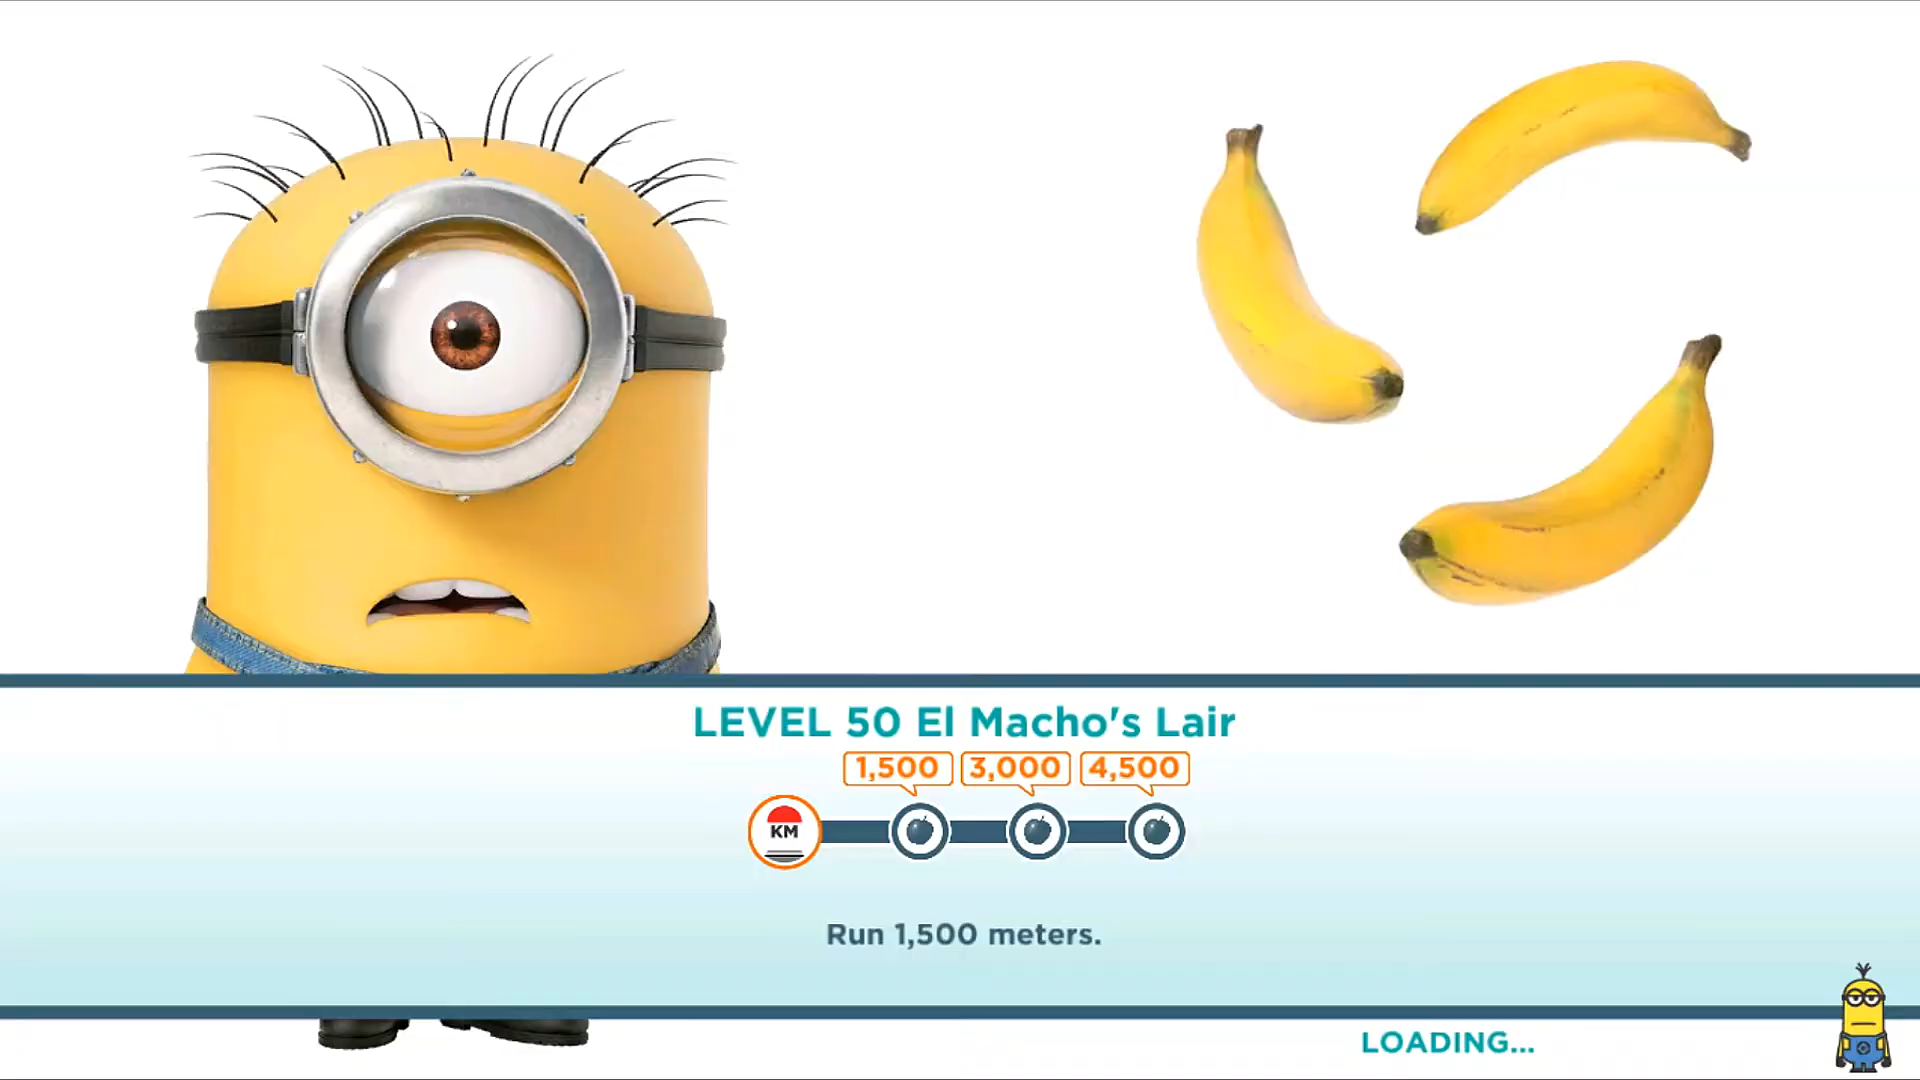 LEVEL 50 El Macho's Lair
1,500 3,000 4,500
KM
Run 1,500 meters.
LOADING...